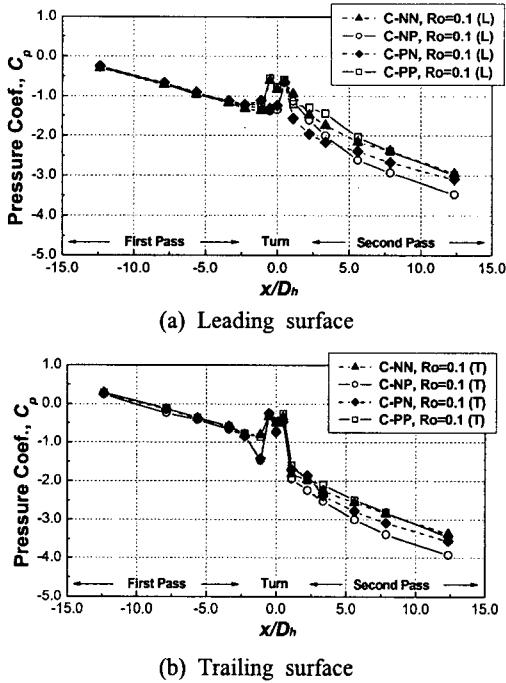 C-NN, Ro=0.1 (L)
C-NP, Ro=0.1 (L)
C-PN, Ro=0.1 (L)
C-PP, Ro=0.1 (L)
Pressure Coef., Cp
1.0
0.0
-1.0
-2.0
-3.0
-4.0
-5.0
First Pass Turn Second Pass
-15.0 -10.0 -5.0 0.0 5.0 10.0 15.0
x/Dh
(a) Leading surface
C-NN, Ro=0.1 (T)
C-NP, Ro=0.1 (T)
C-PN, Ro=0.1 (T)
C-PP, Ro=0.1 (T)
Pressure Coef., Cp
1.0
0.0
-1.0
-2.0
-3.0
-4.0
-5.0
First Pass Turn Second Pass
-15.0 -10.0 -5.0 0.0 5.0 10.0 15.0
x/Dh
(b) Trailing surface